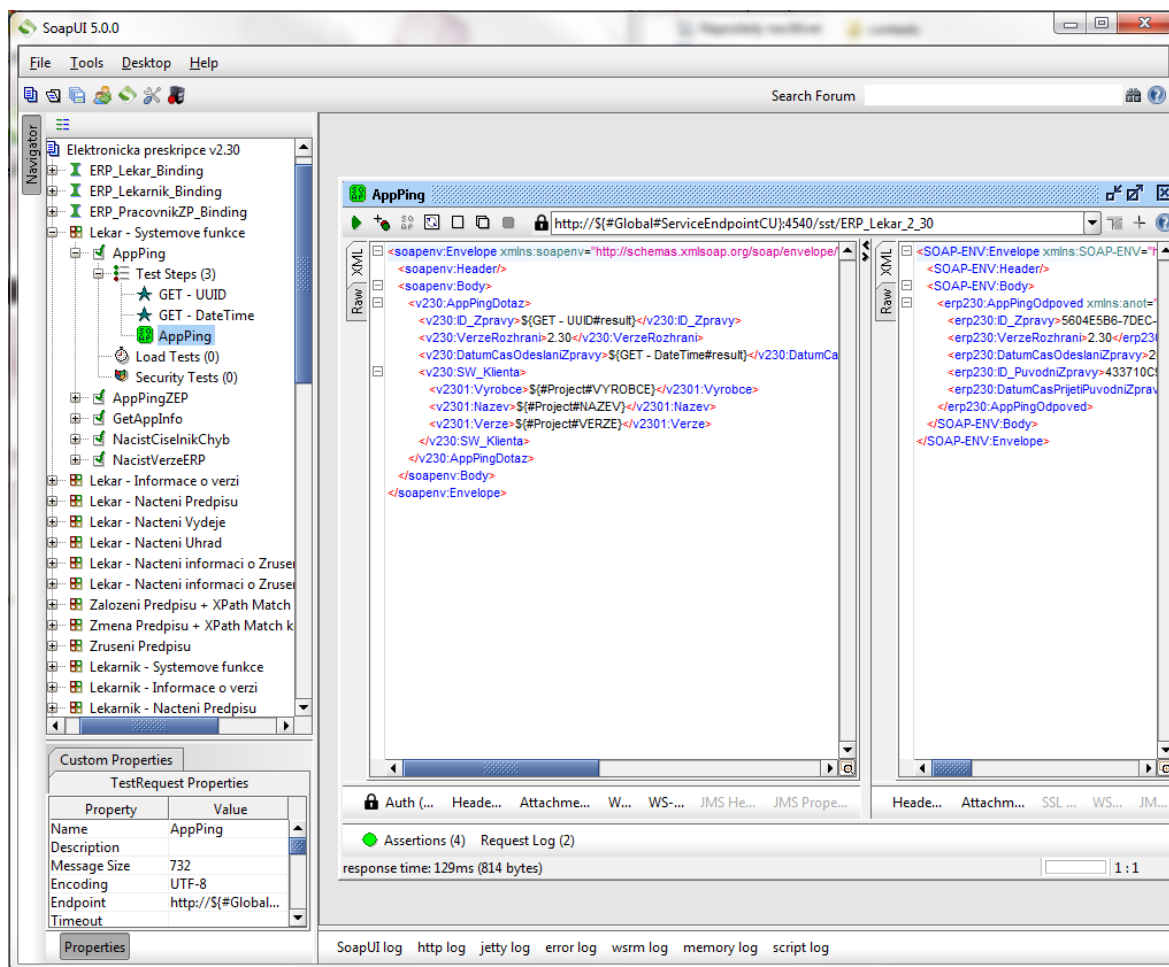 SoapUI 5.0.0
File Tools Desktop Help
Search Forum
Navigator
Elektronicka preskripce v2.30
ERP_Lekar_Binding
ERP_Lekarnik_Binding
ERP_PracovnikZP_Binding
Lekar - Systemove funkce
AppPing
Test Steps (3)
GET - UUID
GET - DateTime
AppPing
Load Tests (0)
Security Tests (0)
AppPingZEP
GetAppInfo
NacistCiselnikChyb
NacistVerzeERP
Lekar - Informace o verzi
Lekar - Nacteni Predpisu
Lekar - Nacteni Vydeje
Lekar - Nacteni Uhrad
Lekar - Nacteni informaci o Zruse
Lekar - Nacteni informaci o Zruse
Zalozeni Predpisu + XPath Match
Zmena Predpisu + XPath Match k
Zruseni Predpisu
Lekarnik - Systemove funkce
Lekarnik - Informace o verzi
Lekarnik - Nacteni Predpisu
Custom Properties
TestRequest Properties
Property Value
Name AppPing
Description
Message Size 732
Encoding UTF-8
Endpoint http://${#Global...
Timeout
Properties
AppPing
http://${#Global#ServiceEndpointCU}:4540/sst/ERP_Lekar_2_30
XML
Raw
<soapenv:Envelope xmlns:soapenv="http://schemas.xmlsoap.org/soap/envelope/
<soapenv:Header/>
<soapenv:Body>
<v230:AppPingDotaz>
<v230:ID_Zpravy>${GET - UUID#result}</v230:ID_Zpravy>
<v230:VerzeRozhrani>2.30</v230:VerzeRozhrani>
<v230:DatumCasOdeslaniZpravy>${GET - DateTime#result}</v230:DatumCa
<v230:SW_Klienta>
<v2301:Vyrobce>${#Project#VYROBCE}</v2301:Vyrobce>
<v2301:Nazev>${#Project#NAZEV}</v2301:Nazev>
<v2301:Verze>${#Project#VERZE}</v2301:Verze>
</v230:SW_Klienta>
</v230:AppPingDotaz>
</soapenv:Body>
</soapenv:Envelope>
XML
Raw
<SOAP-ENV:Envelope xmlns:SOAP-ENV="h
<SOAP-ENV:Header/>
<SOAP-ENV:Body>
<erp230:AppPingOdpoved xmlns:anot="
<erp230:ID_Zpravy>5604E5B6-7DEC-
<erp230:VerzeRozhrani>2.30</erp230
<erp230:DatumCasOdeslaniZpravy>2
<erp230:ID_PuvodniZpravy>433710C9
<erp230:DatumCasPrijetiPuvodniZprav
</erp230:AppPingOdpoved>
</SOAP-ENV:Body>
</SOAP-ENV:Envelope>
Auth (... Heade... Attachme... W... WS-... JMS He... JMS Prope...
Heade... Attachm... SSL ... WS... JM...
Assertions (4) Request Log (2)
response time: 129ms (814 bytes)
1 : 1
SoapUI log http log jetty log error log wsrm log memory log script log